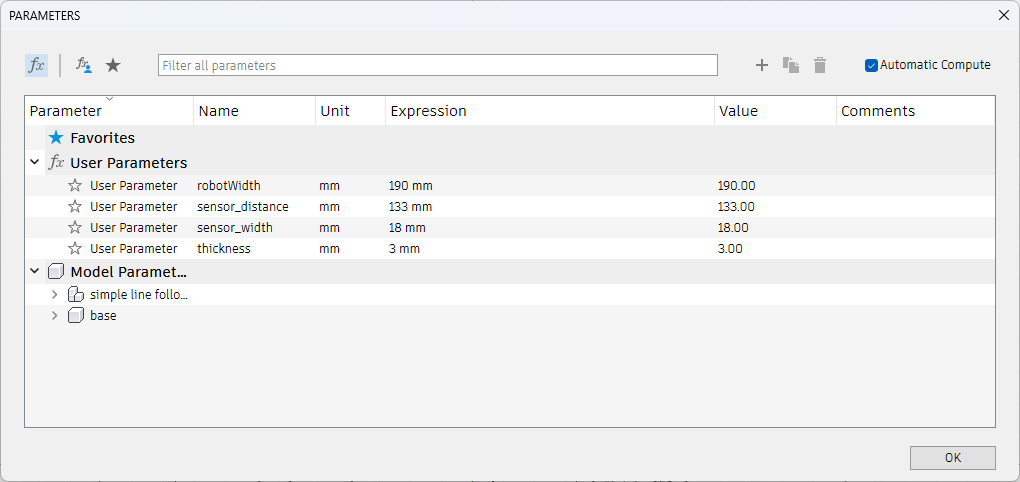 PARAMETERS
fx fx Filter all parameters Automatic Compute
Parameter Name Unit Expression Value Comments
Favorites
fx User Parameters
User Parameter robotWidth mm 190 mm 190.00
User Parameter sensor_distance mm 133 mm 133.00
User Parameter sensor_width mm 18 mm 18.00
User Parameter thickness mm 3 mm 3.00
Model Paramet...
simple line follo...
base
OK